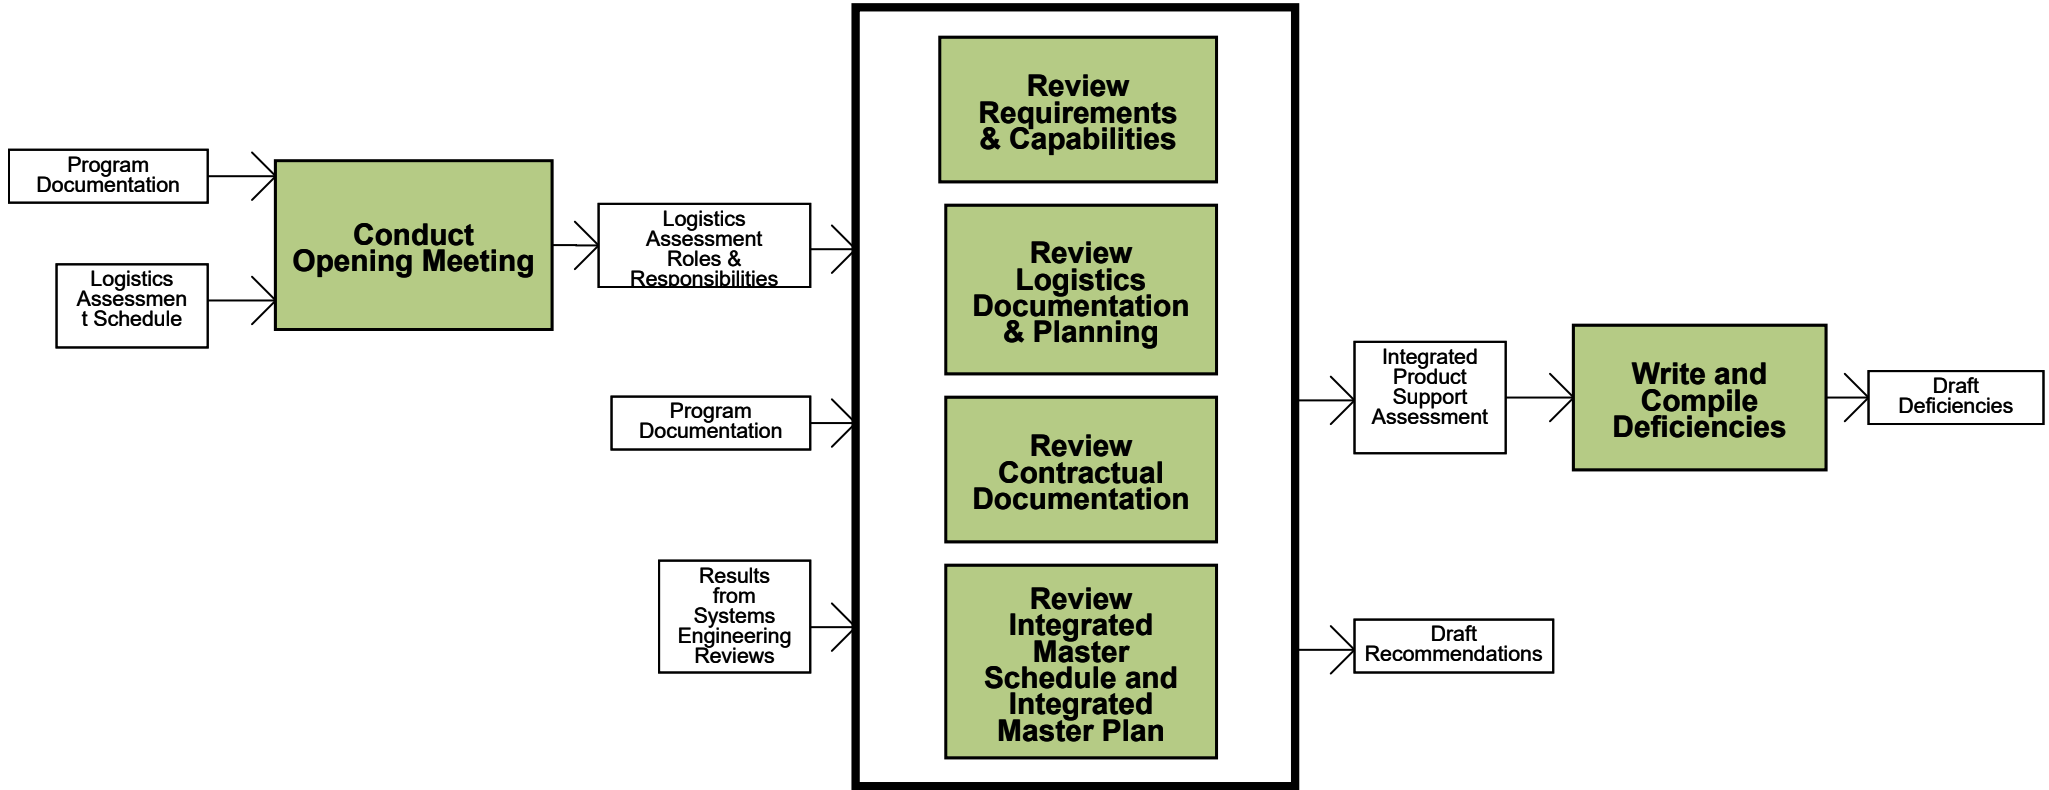 Program
Documentation
Logistics
Assessmen
t Schedule
Conduct
Opening Meeting
Logistics
Assessment
Roles &
Responsibilities
Program
Documentation
Results
from
Systems
Engineering
Reviews
Review
Requirements
& Capabilities
Review
Logistics
Documentation
& Planning
Review
Contractual
Documentation
Review
Integrated
Master
Schedule and
Integrated
Master Plan
Integrated
Product
Support
Assessment
Draft
Recommendations
Write and
Compile
Deficiencies
Draft
Deficiencies